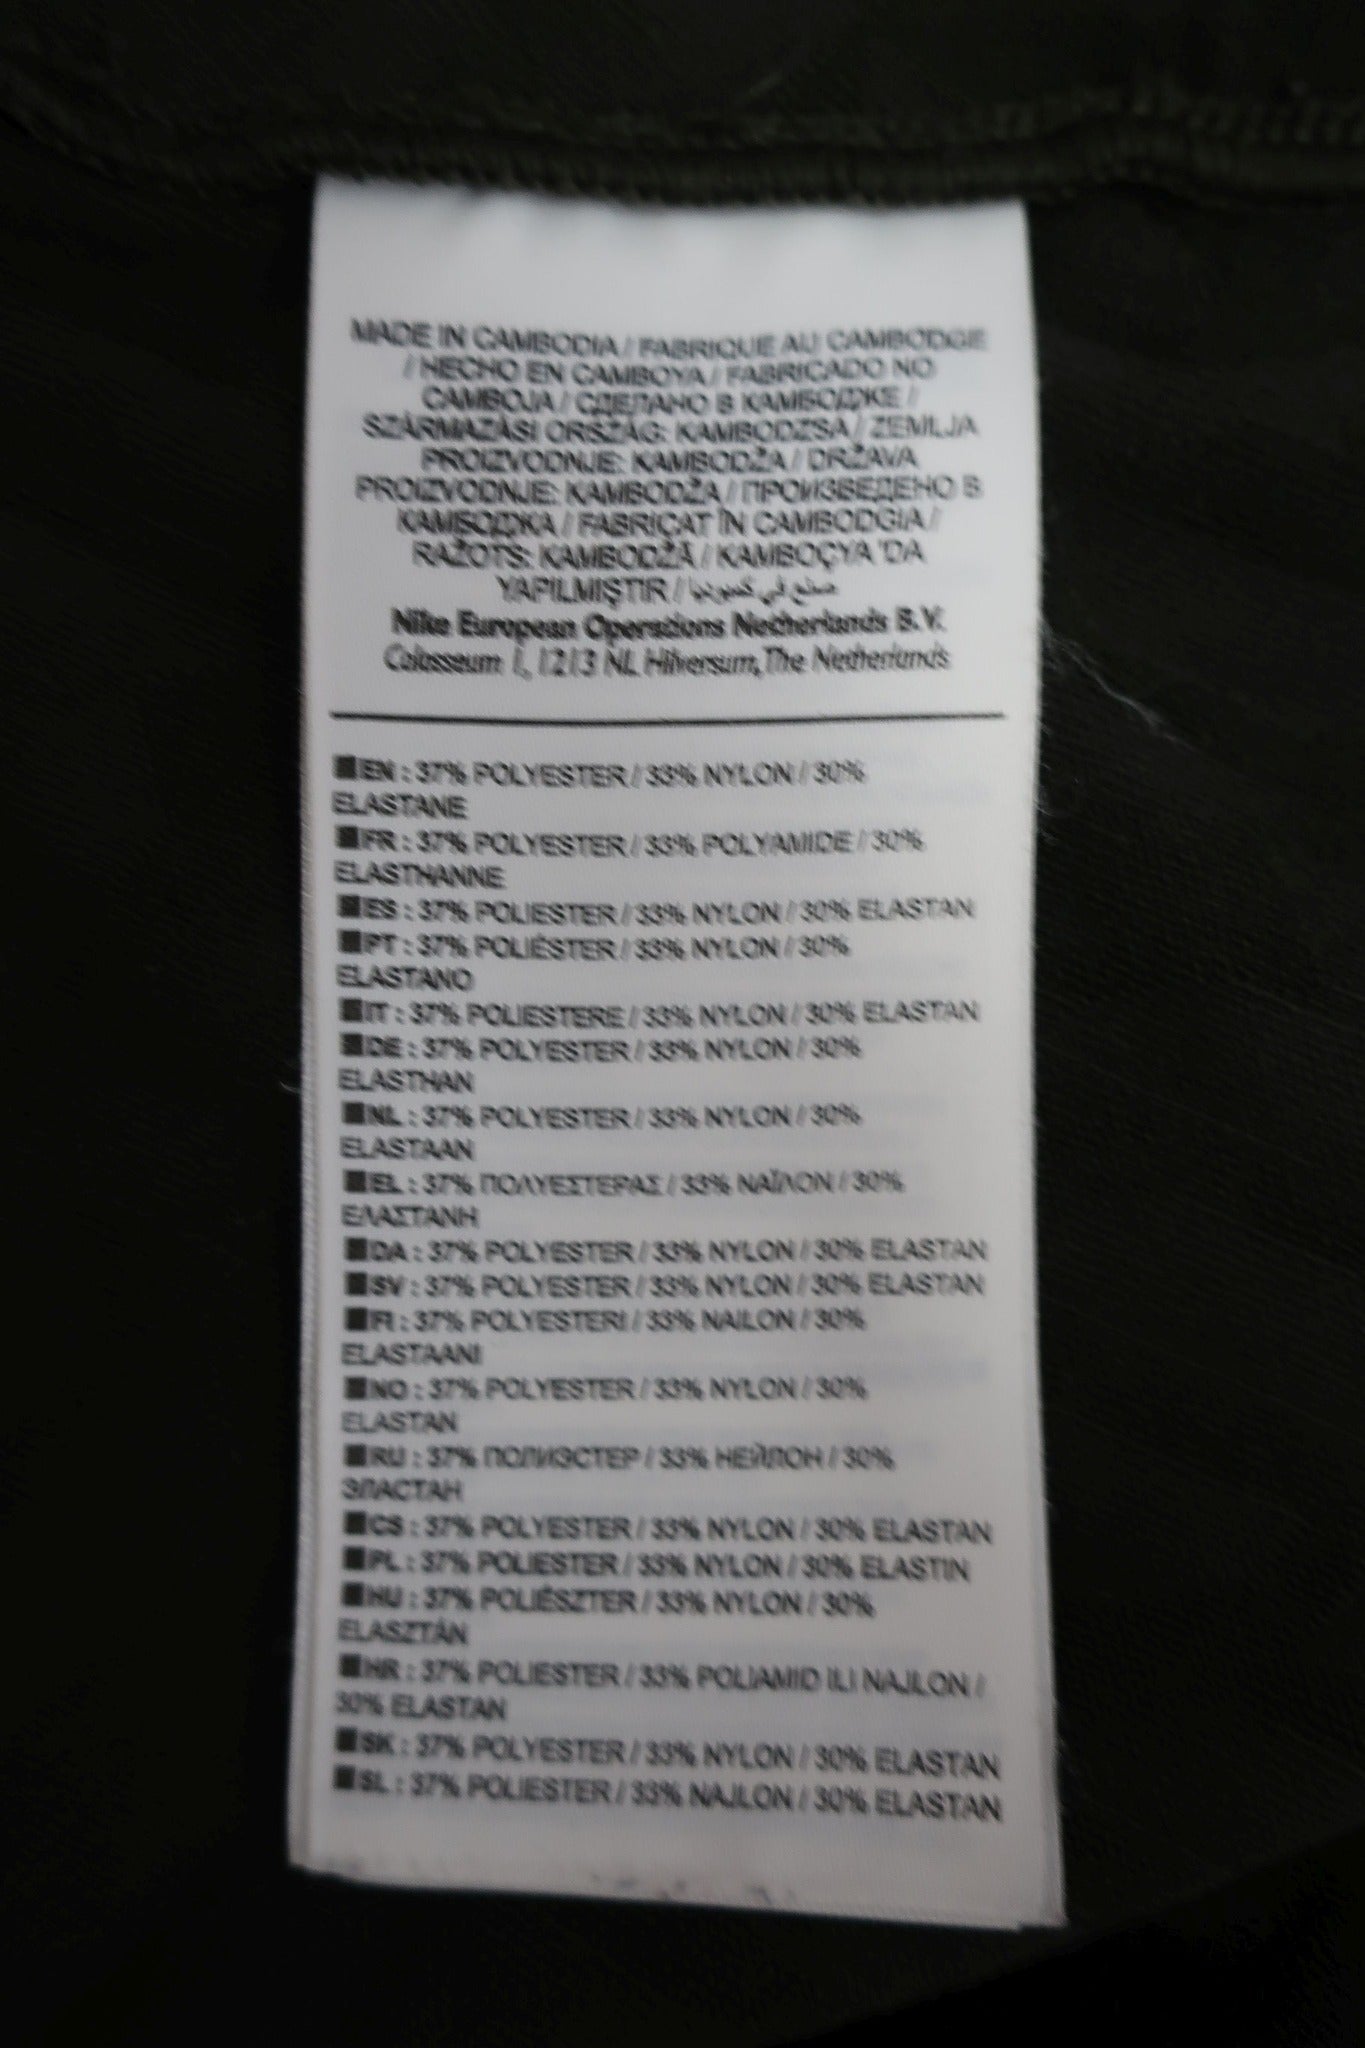 MADE IN CAMBODIA / FABRIQUE AU CAMBODGE
/ HECHO EN CAMBOYA / FABRICADO NO
CAMBOJA / СДЕЛАНО В КАМБОДЖЕ /
SZÁRMAZÁSI ORSZÁG: KAMBODZSA / ZEMLJA
PROIZVODNJE: KAMBODŽA / DRŽAVA
PROIZVODNJE: KAMBODŽA / ПРОИЗВЕДЕНО В
КАМБОДЖА / FABRICAT ÎN CAMBODGIA /
RAŽOTS: KAMBODŽĀ / KAMBOÇYA 'DA
YAPILMIŞTIR / صنع في كمبوديا
Nike European Operations Netherlands B.V.
Colosseum 1, 1213 NL Hilversum, The Netherlands
EN : 37% POLYESTER / 33% NYLON / 30%
ELASTANE
FR : 37% POLYESTER / 33% POLYAMIDE / 30%
ELASTHANNE
ES : 37% POLIESTER / 33% NYLON / 30% ELASTAN
PT : 37% POLIÉSTER / 33% NYLON / 30%
ELASTANO
IT : 37% POLIESTERE / 33% NYLON / 30% ELASTAN
DE : 37% POLYESTER / 33% NYLON / 30%
ELASTHAN
NL : 37% POLYESTER / 33% NYLON / 30%
ELASTAAN
EL : 37% ΠΟΛΥΕΣΤΕΡΑΣ / 33% ΝΑΪΛΟΝ / 30%
ΕΛΑΣΤΑΝΗ
DA : 37% POLYESTER / 33% NYLON / 30% ELASTAN
SV : 37% POLYESTER / 33% NYLON / 30% ELASTAN
FI : 37% POLYESTERI / 33% NAILON / 30%
ELASTAANI
NO : 37% POLYESTER / 33% NYLON / 30%
ELASTAN
RU : 37% ПОЛИЭСТЕР / 33% НЕЙЛОН / 30%
ЭЛАСТАН
CS : 37% POLYESTER / 33% NYLON / 30% ELASTAN
PL : 37% POLIESTER / 33% NYLON / 30% ELASTIN
HU : 37% POLIÉSZTER / 33% NYLON / 30%
ELASZTÁN
HR : 37% POLIESTER / 33% POLIAMID ILI NAJLON /
30% ELASTAN
SK : 37% POLYESTER / 33% NYLON / 30% ELASTAN
SL : 37% POLIESTER / 33% NAJLON / 30% ELASTAN